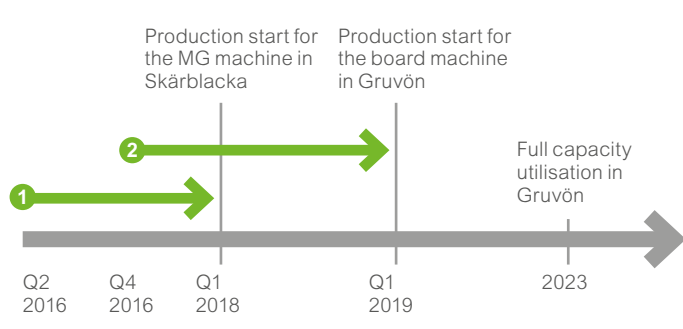 Production start for
the MG machine in
Skärblacka
Production start for
the board machine
in Gruvön
2
Full capacity
utilisation in
Gruvön
1
Q2
2016
Q4
2016
Q1
2018
Q1
2019
2023